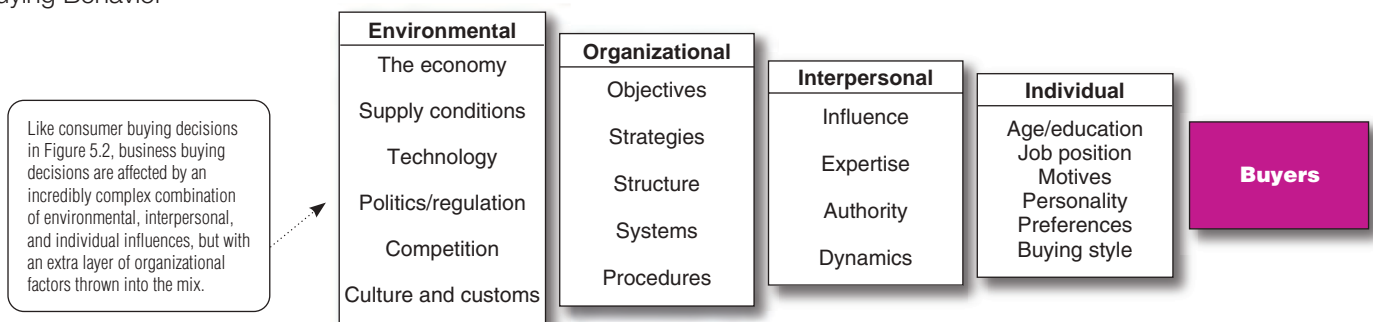 Buying Behavior
Like consumer buying decisions
in Figure 5.2, business buying
decisions are affected by an
incredibly complex combination
of environmental, interpersonal,
and individual influences, but with
an extra layer of organizational
factors thrown into the mix.
Environmental
The economy
Supply conditions
Technology
Politics/regulation
Competition
Culture and customs
Organizational
Objectives
Strategies
Structure
Systems
Procedures
Interpersonal
Influence
Expertise
Authority
Dynamics
Individual
Age/education
Job position
Motives
Personality
Preferences
Buying style
Buyers